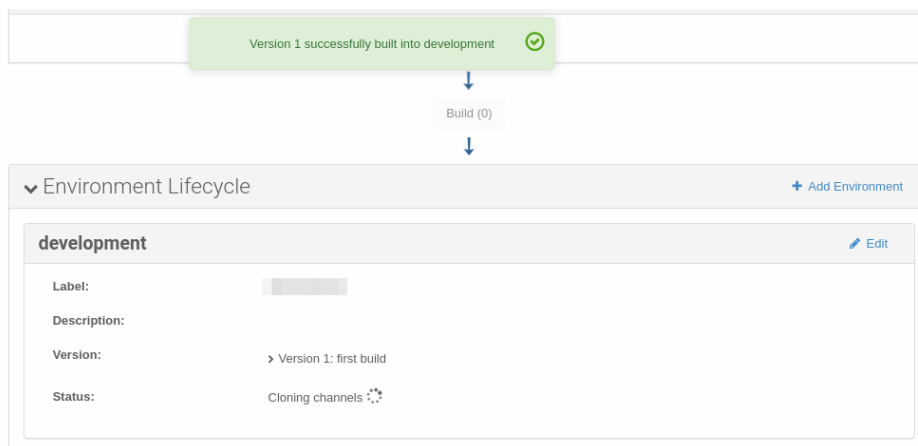 Version 1 successfully built into development
Build (0)
Environment Lifecycle
Add Environment
development
Edit
Label:
Description:
Version:
Version 1: first build
Status:
Cloning channels